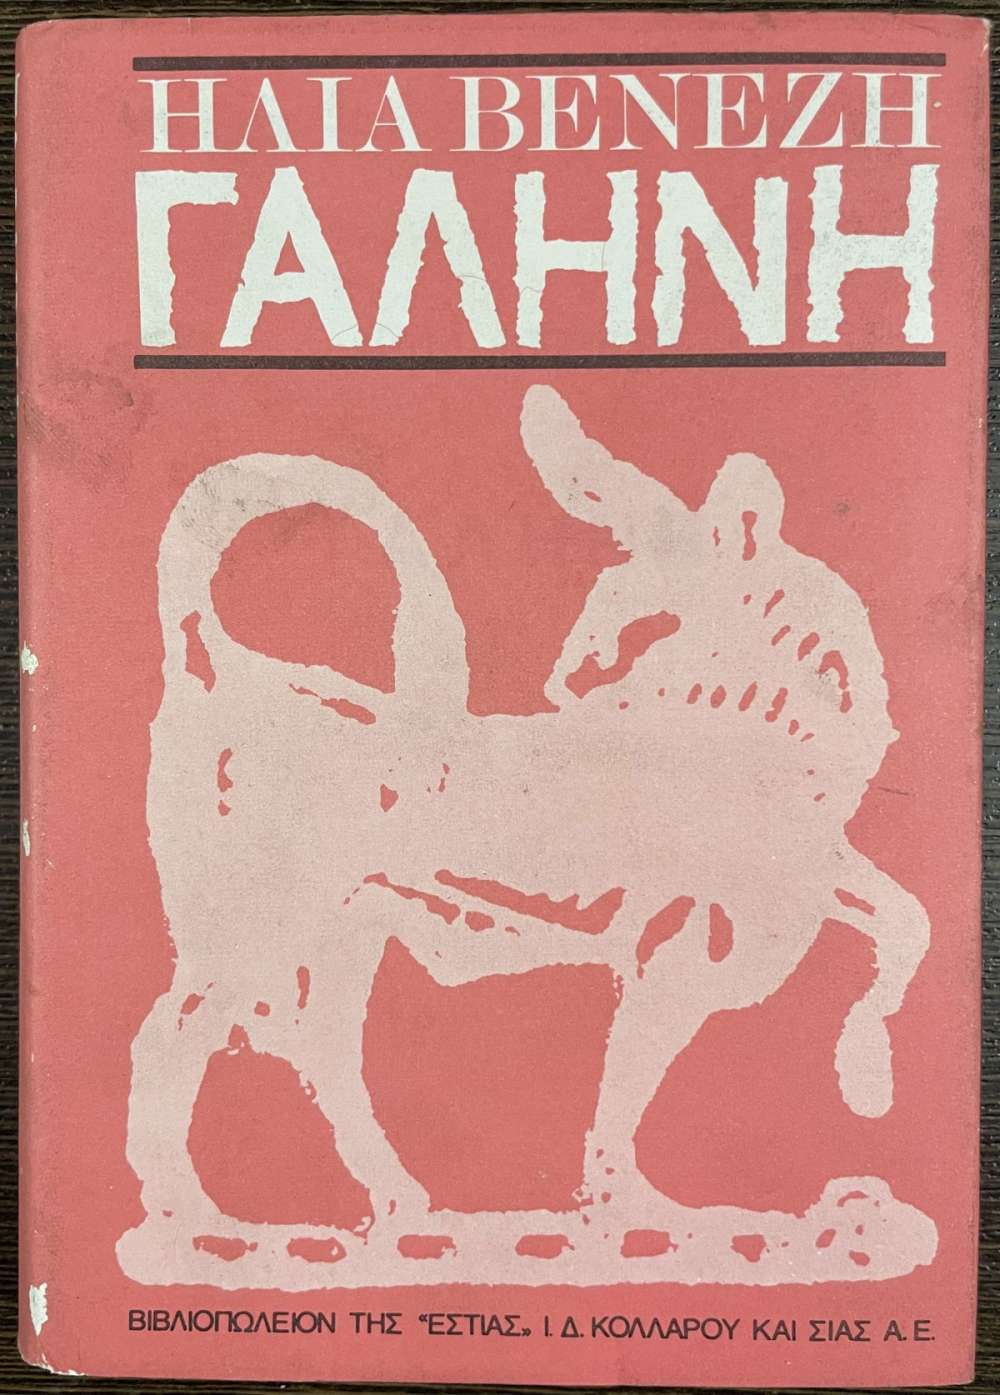 ΗΛΙΑ ΒΕΝΕΖΗ
ΓΑΛΗΝΗ
ΒΙΒΛΙΟΠΩΛΕΙΟΝ ΤΗΣ “ΕΣΤΙΑΣ„ Ι. Δ. ΚΟΛΛΑΡΟΥ ΚΑΙ ΣΙΑΣ Α.Ε.